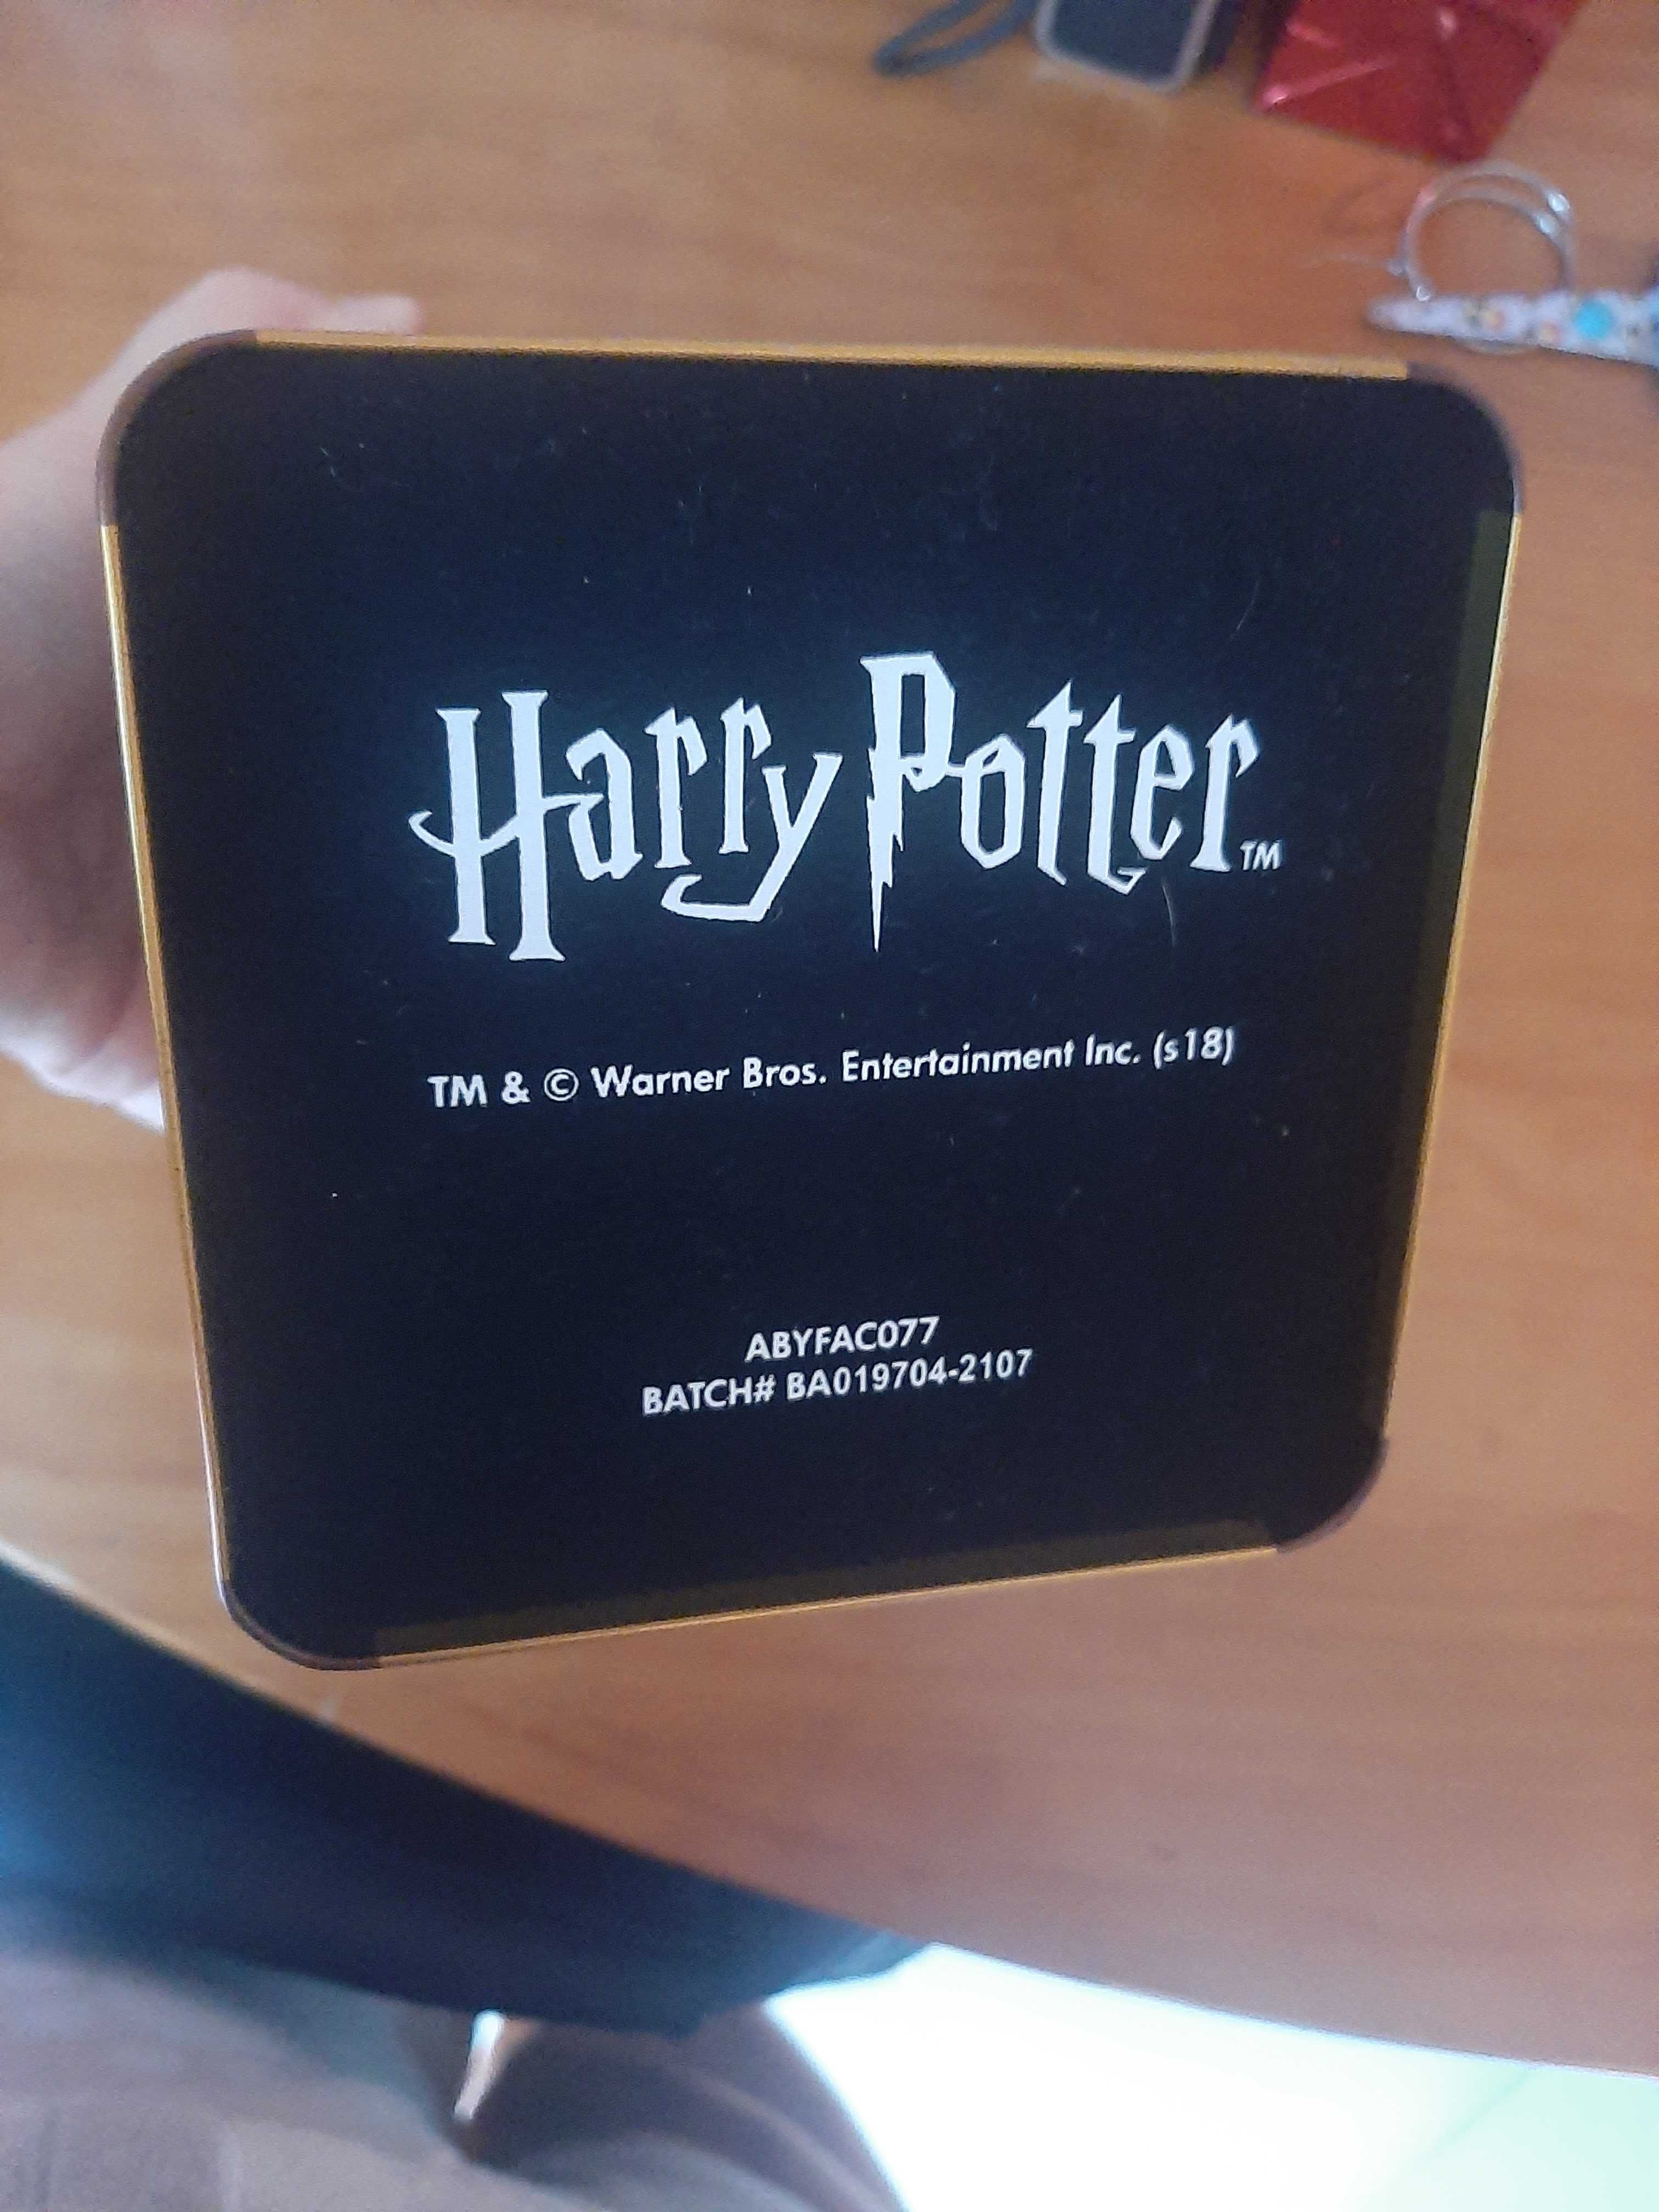 Harry Potter™
TM & © Warner Bros. Entertainment Inc. (s18)
ABYFAC077
BATCH# BA019704-2107